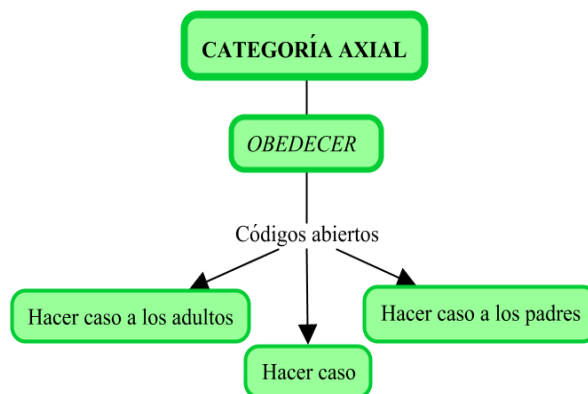 CATEGORÍA AXIAL
OBEDECER
Códigos abiertos
Hacer caso a los adultos
Hacer caso a los padres
Hacer caso